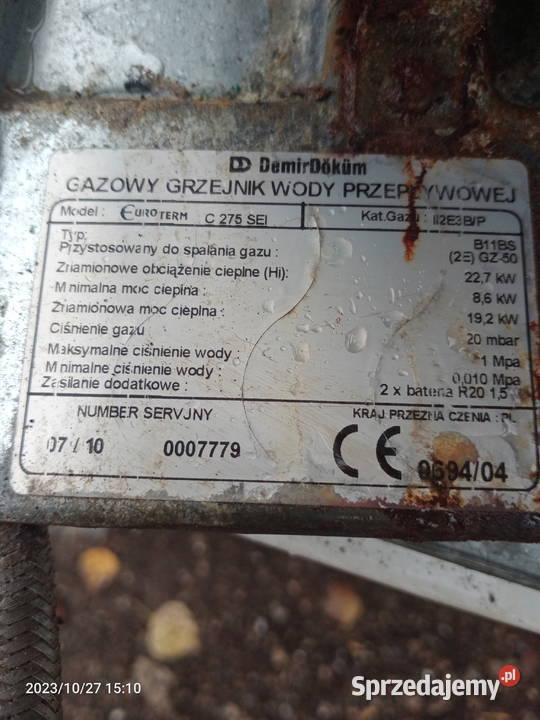 DD DemirDöküm
GAZOWY GRZEJNIK WODY PRZEPŁYWOWEJ
Model : EUROTERM C 275 SEI Kat.Gazu : II2E3B/P
Typ: B11BS
Przystosowany do spalania gazu : (2E) GZ-50
Znamionowe obciążenie cieplne (Hi): 22,7 kW
Minimalna moc cieplna : 8,6 kW
Znamionowa moc cieplna : 19,2 kW
Ciśnienie gazu 20 mbar
Maksymalne ciśnienie wody : 1 Mpa
Minimalne ciśnienie wody : 0,010 Mpa
Zasilanie dodatkowe : 2 x bateria R20 1,5
NUMBER SERVJNY KRAJ PRZEZNACZENIA : PL
07 / 10 0007779 CE 0694/04
2023/10/27 15:10
Sprzedajemy.pl